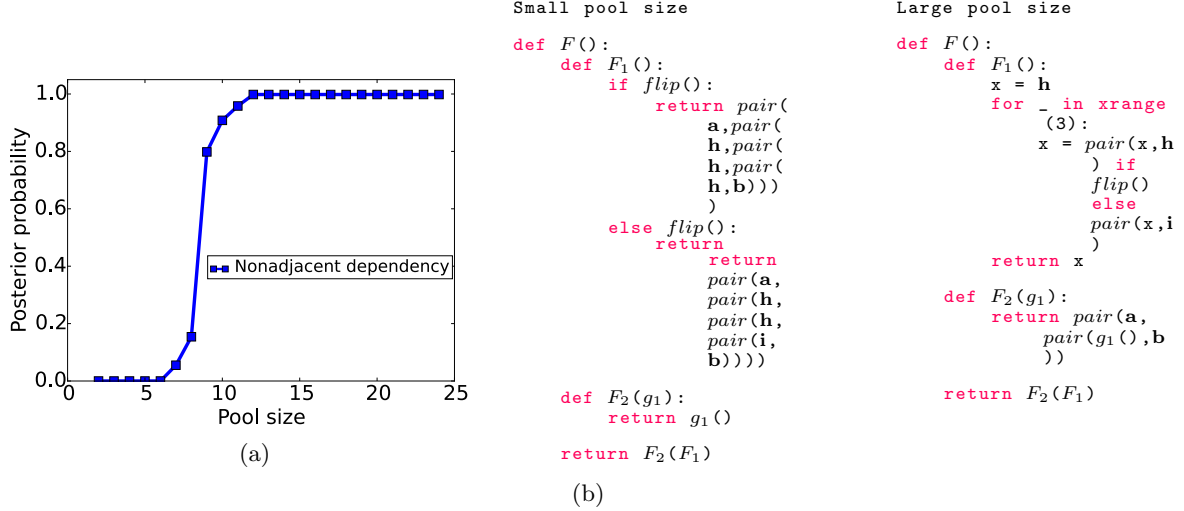 1.0
0.8
0.6
0.4
0.2
0.0
Posterior probability
Nonadjacent dependency
0
5
10
15
20
25
Pool size
(a)
Small pool size
def F():
def F₁():
if flip():
return pair(
a,pair(
h,pair(
h,pair(
h,b)))
)
else flip():
return
return
pair(a,
pair(h,
pair(h,
pair(i,
b))))
def F₂(g₁):
return g₁()
return F₂(F₁)
Large pool size
def F():
def F₁():
x = h
for _ in xrange
(3):
x = pair(x,h
) if
flip()
else
pair(x,i
)
return x
def F₂(g₁):
return pair(a,
pair(g₁(),b
))
return F₂(F₁)
(b)